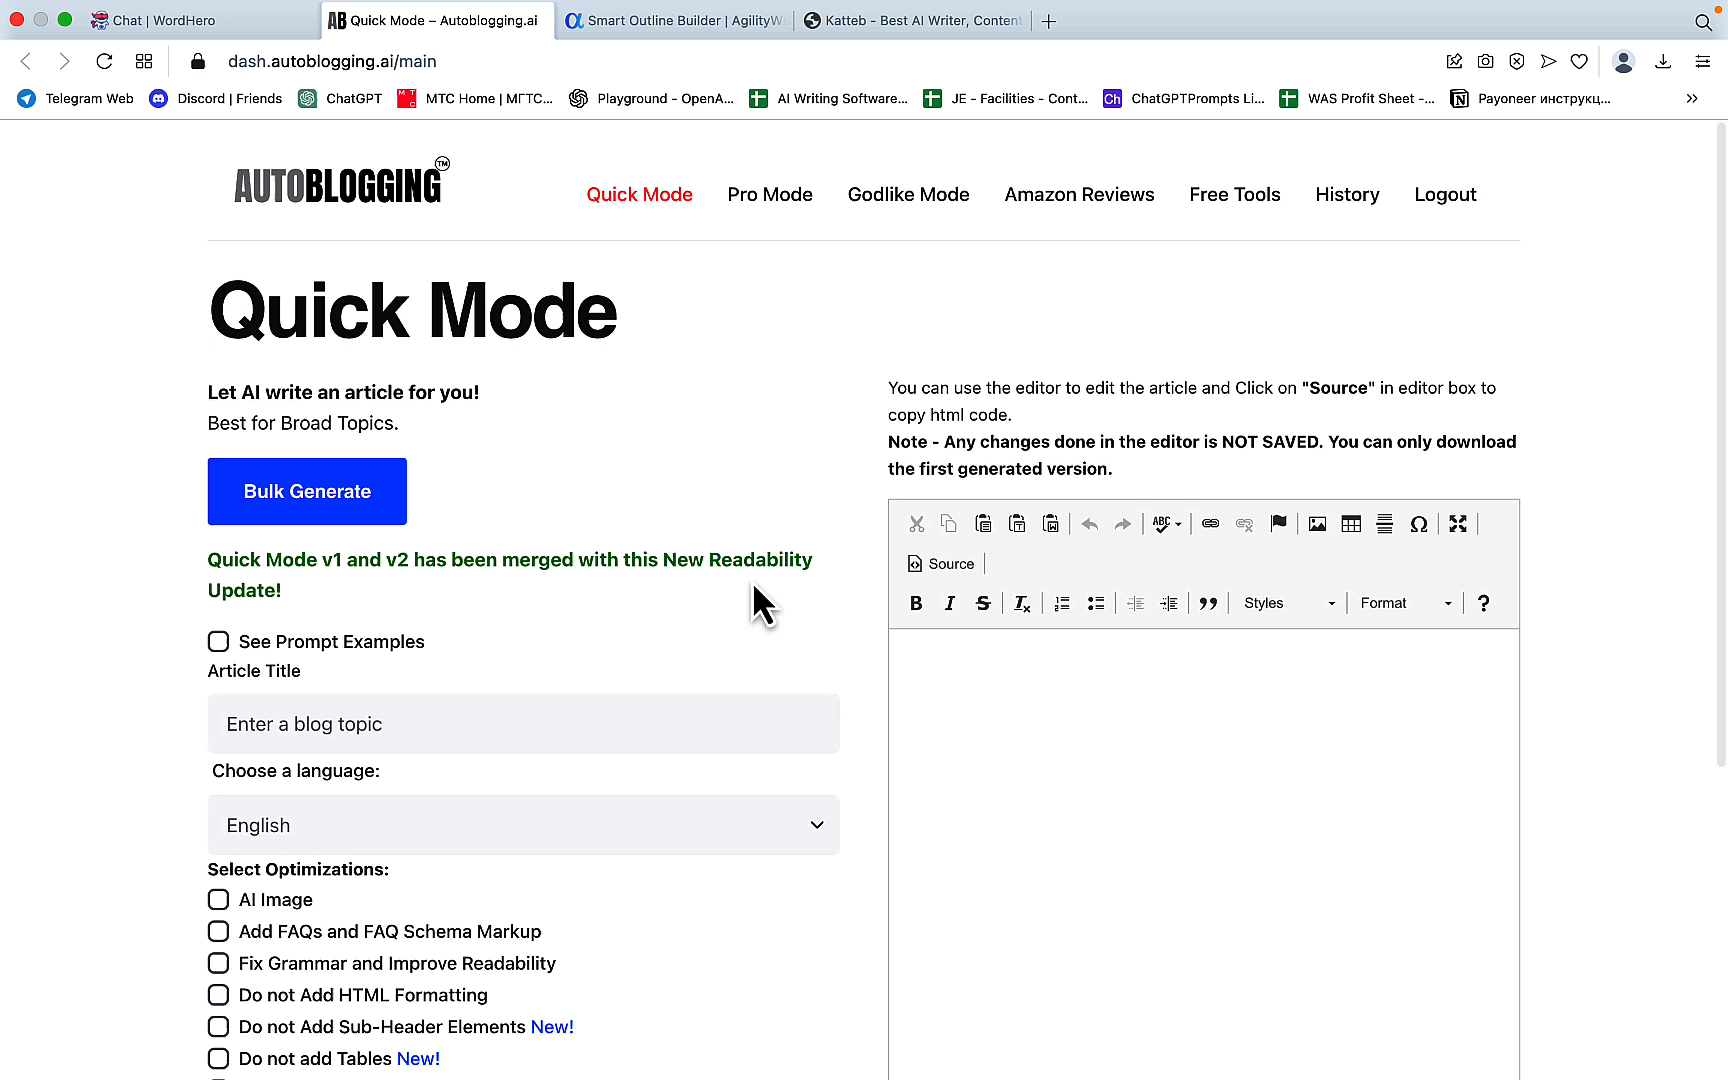 Chat | WordHero
AB Quick Mode – Autoblogging.ai
Smart Outline Builder | AgilityW
Katteb - Best AI Writer, Content
dash.autoblogging.ai/main
Telegram Web
Discord | Friends
ChatGPT
МТС
MTC Home | МГТС...
Playground - OpenA...
AI Writing Software...
JE - Facilities - Cont...
Ch ChatGPTPrompts Li...
WAS Profit Sheet -...
Payoneer инструкц...
AUTOBLOGGING TM
Quick Mode
Pro Mode
Godlike Mode
Amazon Reviews
Free Tools
History
Logout
Quick Mode
Let AI write an article for you!
Best for Broad Topics.
Bulk Generate
Quick Mode v1 and v2 has been merged with this New Readability
Update!
See Prompt Examples
Article Title
Enter a blog topic
Choose a language:
English
Select Optimizations:
AI Image
Add FAQs and FAQ Schema Markup
Fix Grammar and Improve Readability
Do not Add HTML Formatting
Do not Add Sub-Header Elements New!
Do not add Tables New!
You can use the editor to edit the article and Click on "Source" in editor box to
copy html code.
Note - Any changes done in the editor is NOT SAVED. You can only download
the first generated version.
ABC
Ω
Source
B I S Tx
Styles
Format
?